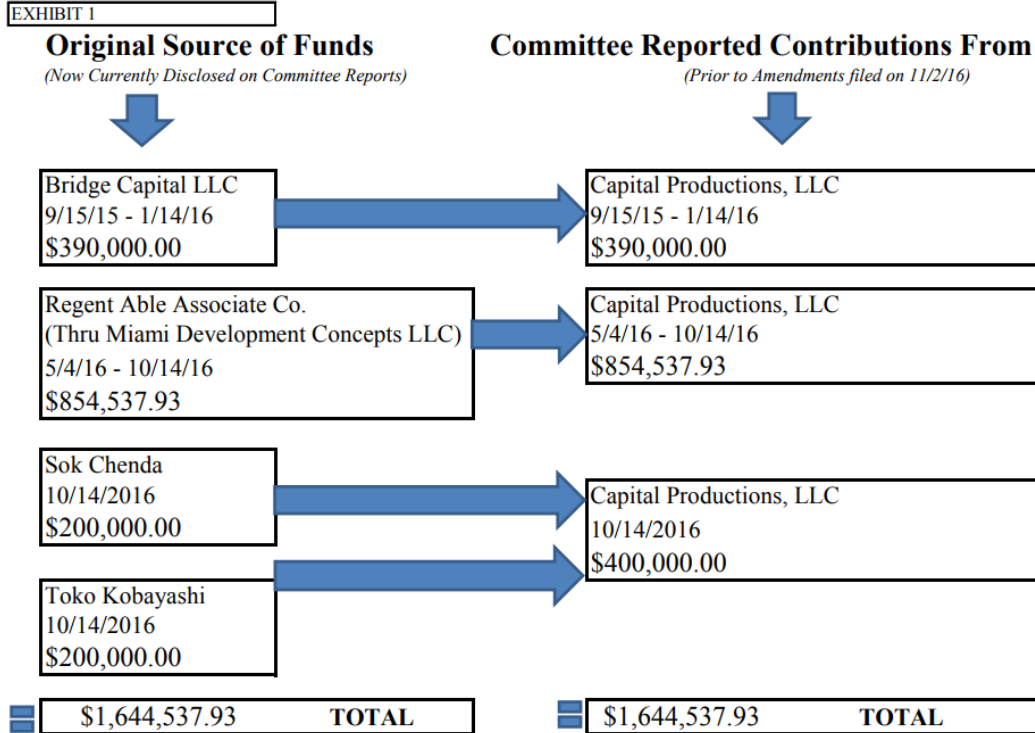 EXHIBIT 1
Original Source of Funds
(Now Currently Disclosed on Committee Reports)
Committee Reported Contributions From
(Prior to Amendments filed on 11/2/16)
Bridge Capital LLC
9/15/15 - 1/14/16
$390,000.00
Capital Productions, LLC
9/15/15 - 1/14/16
$390,000.00
Regent Able Associate Co.
(Thru Miami Development Concepts LLC)
5/4/16 - 10/14/16
$854,537.93
Capital Productions, LLC
5/4/16 - 10/14/16
$854,537.93
Sok Chenda
10/14/2016
$200,000.00
Toko Kobayashi
10/14/2016
$200,000.00
Capital Productions, LLC
10/14/2016
$400,000.00
$1,644,537.93 TOTAL
$1,644,537.93 TOTAL